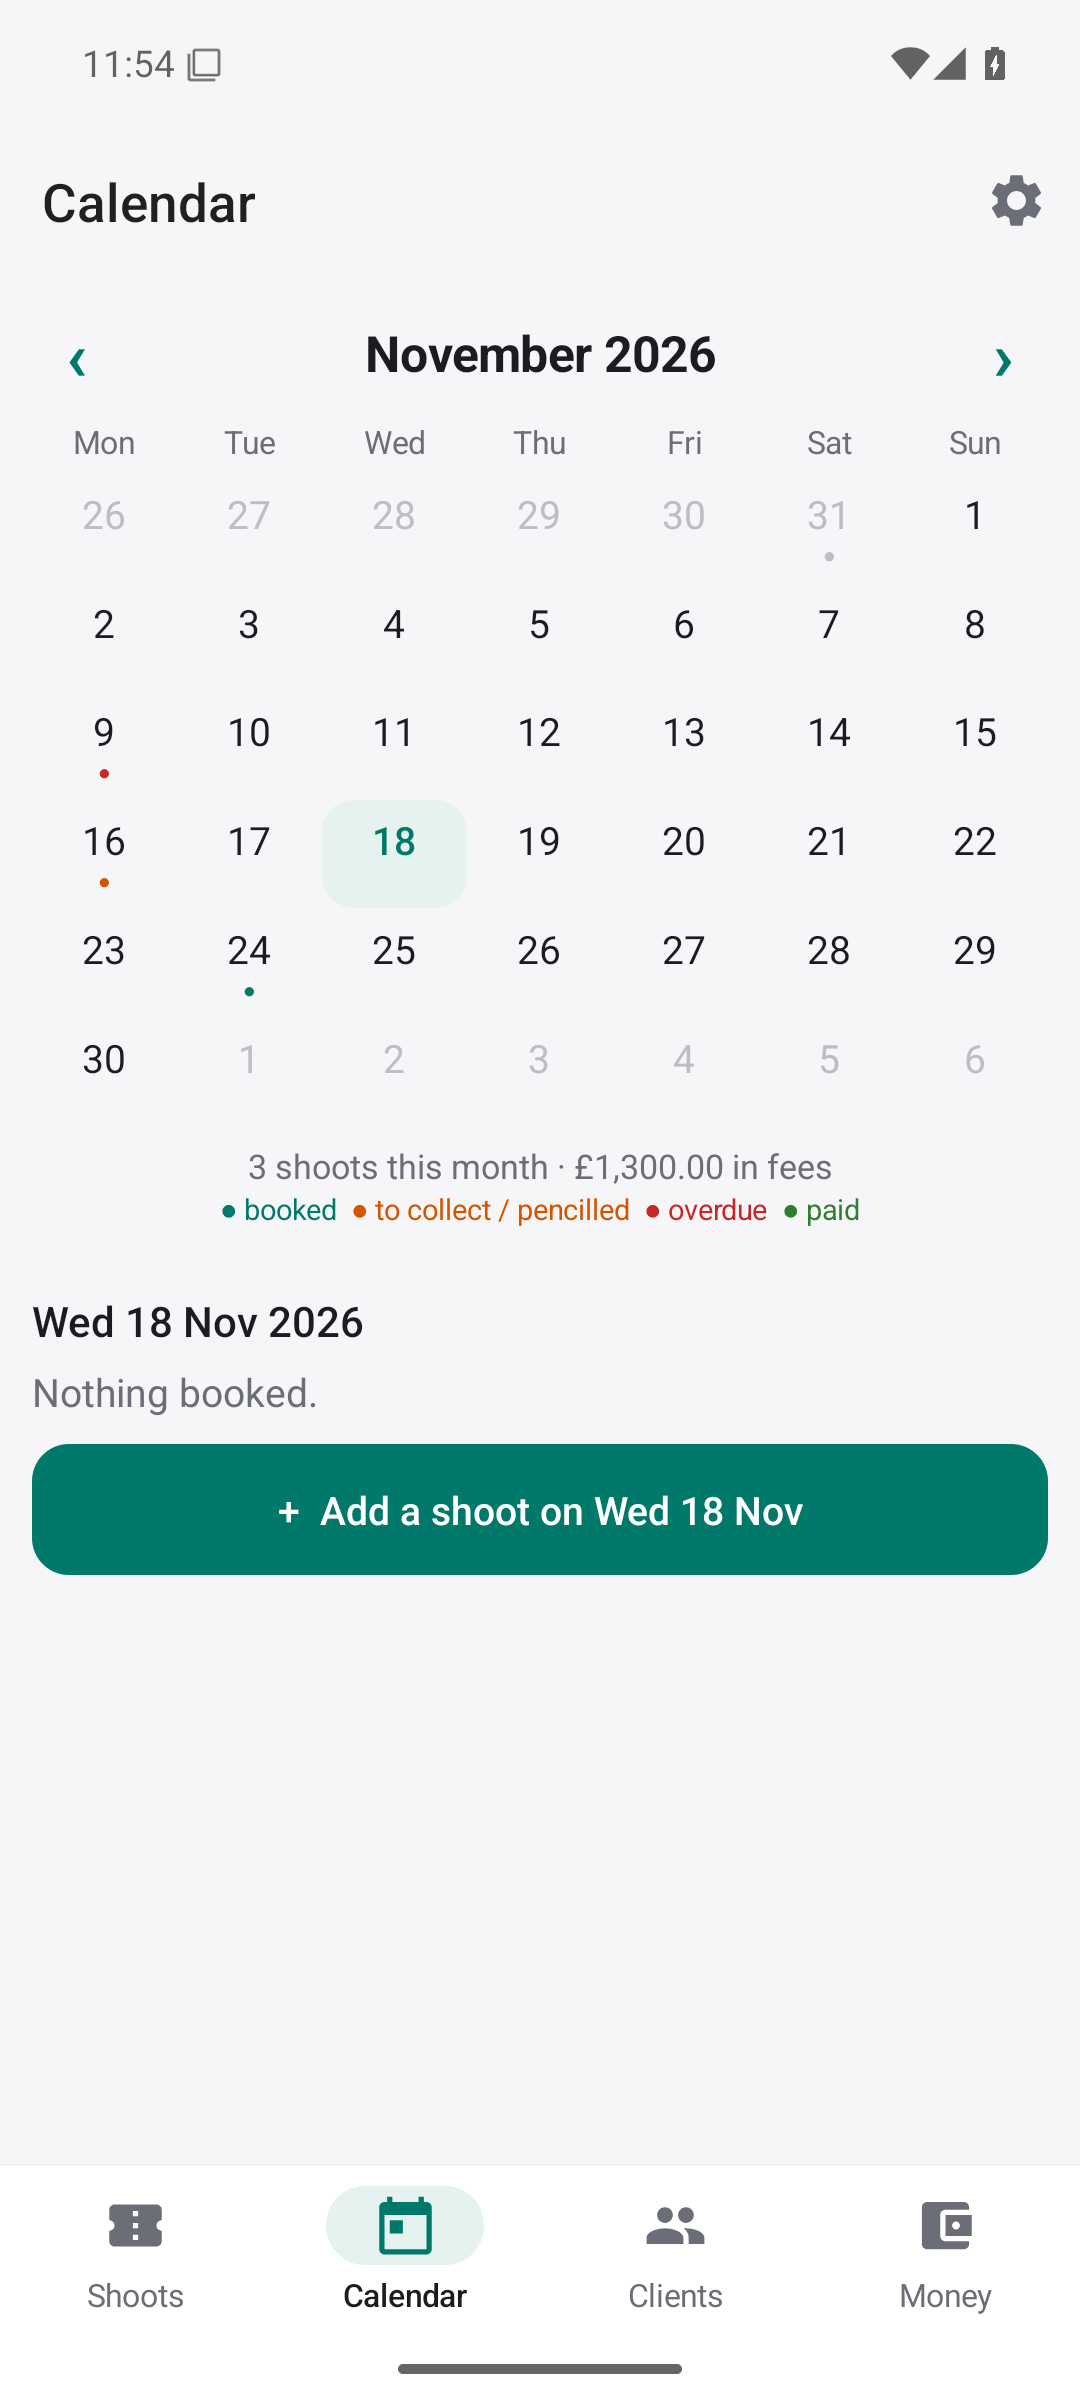 11:54
Calendar
‹ November 2026 ›
Mon Tue Wed Thu Fri Sat Sun
26 27 28 29 30 31 1
2 3 4 5 6 7 8
9 10 11 12 13 14 15
16 17 18 19 20 21 22
23 24 25 26 27 28 29
30 1 2 3 4 5 6
3 shoots this month · £1,300.00 in fees
● booked ● to collect / pencilled ● overdue ● paid
Wed 18 Nov 2026
Nothing booked.
+ Add a shoot on Wed 18 Nov
Shoots Calendar Clients Money